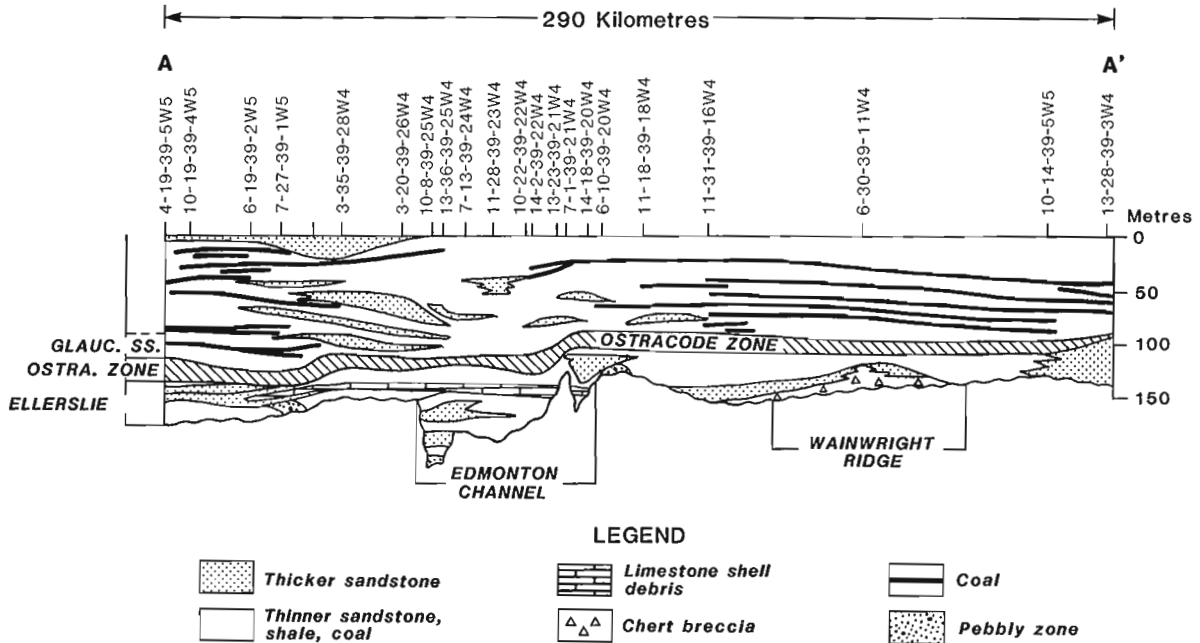 290 Kilometres
A
A'
4-19-39-5W5
10-19-39-4W5
6-19-39-2W5
7-27-39-1W5
3-35-39-28W4
3-20-39-26W4
10-8-39-25W4
13-36-39-25W4
7-13-39-24W4
11-28-39-23W4
10-22-39-22W4
14-2-39-22W4
13-23-39-21W4
7-1-39-21W4
14-18-39-20W4
6-10-39-20W4
11-18-39-18W4
11-31-39-16W4
6-30-39-11W4
10-14-39-5W5
13-28-39-3W4
Metres
0
50
100
150
GLAUC. SS.
OSTRA. ZONE
ELLERSLIE
OSTRACODE ZONE
EDMONTON
CHANNEL
WAINWRIGHT
RIDGE
LEGEND
Thicker sandstone
Limestone shell
debris
Coal
Thinner sandstone,
shale, coal
Chert breccia
Pebbly zone